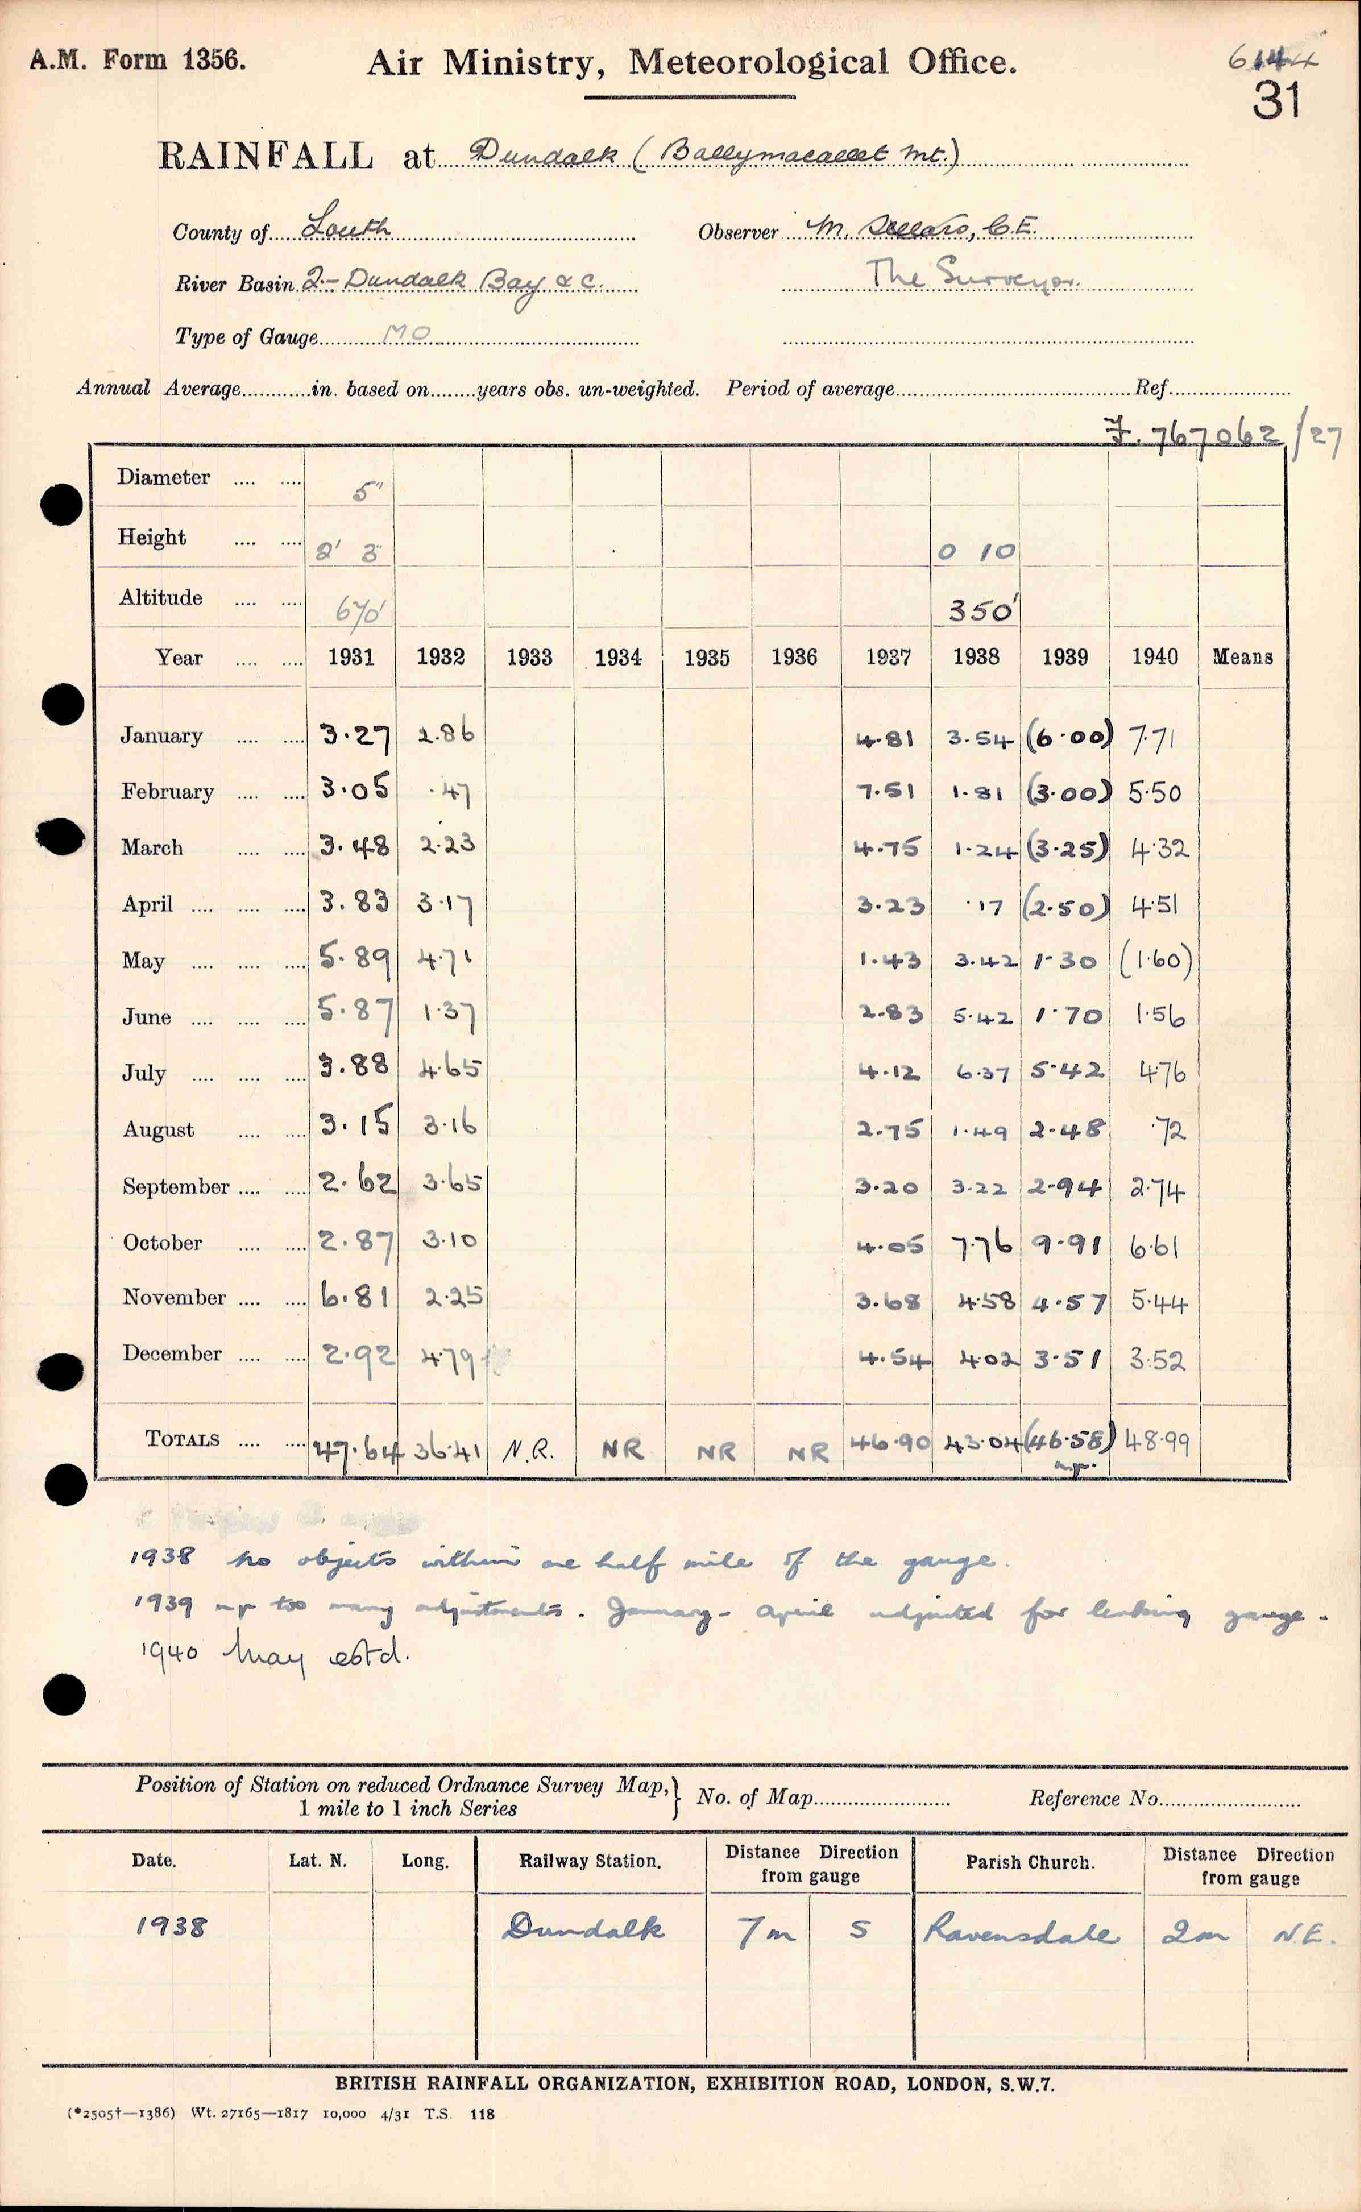 A.M. Form 1356. Air Ministry, Meteorological Office. 6144
31
RAINFALL at Dundalk (Ballymacallet Mt.)
County of Louth Observer M. , C.E.
River Basin 2 - Dundalk Bay &c. The Surveyor.
Type of Gauge MO
Annual Average in. based on years obs. un-weighted. Period of average Ref.
767062/27
Diameter 5"
Height 2' 3" 0 10
Altitude 670' 350'
Year 1931 1932 1933 1934 1935 1936 1937 1938 1939 1940 Means
January 3.27 2.86 4.81 3.54 (6.00) 7.71
February 3.05 .47 7.51 1.81 (3.00) 5.50
March 3.48 2.23 4.75 1.24 (3.25) 4.32
April 3.83 3.17 3.23 .17 (2.50) 4.51
May 5.89 4.71 1.43 3.42 1.30 (1.60)
June 5.87 1.37 2.83 5.42 1.70 1.56
July 3.88 4.65 4.12 6.37 5.42 4.76
August 3.15 3.16 2.75 1.49 2.48 .72
September 2.62 3.65 3.20 3.22 2.94 2.74
October 2.87 3.10 4.05 7.76 9.91 6.61
November 6.81 2.25 3.68 4.58 4.57 5.44
December 2.92 4.79 4.54 4.02 3.51 3.52
TOTALS 47.64 36.41 N.R. NR NR NR 46.90 43.04 (46.58) 48.99
n.p.
1938 No objects within one half mile of the gauge.
1939 n.p. too many adjustments. January - April adjusted for leaking gauge.
1940 May estd.
Position of Station on reduced Ordnance Survey Map, } No. of Map Reference No.
1 mile to 1 inch Series
Date. Lat. N. Long. Railway Station. Distance Direction from gauge Parish Church. Distance Direction from gauge
1938 Dundalk 7m S Ravensdale 2m N.E.
BRITISH RAINFALL ORGANIZATION, EXHIBITION ROAD, LONDON, S.W.7.
(*2505†—1386) Wt. 27165—1817 10,000 4/31 T.S. 118